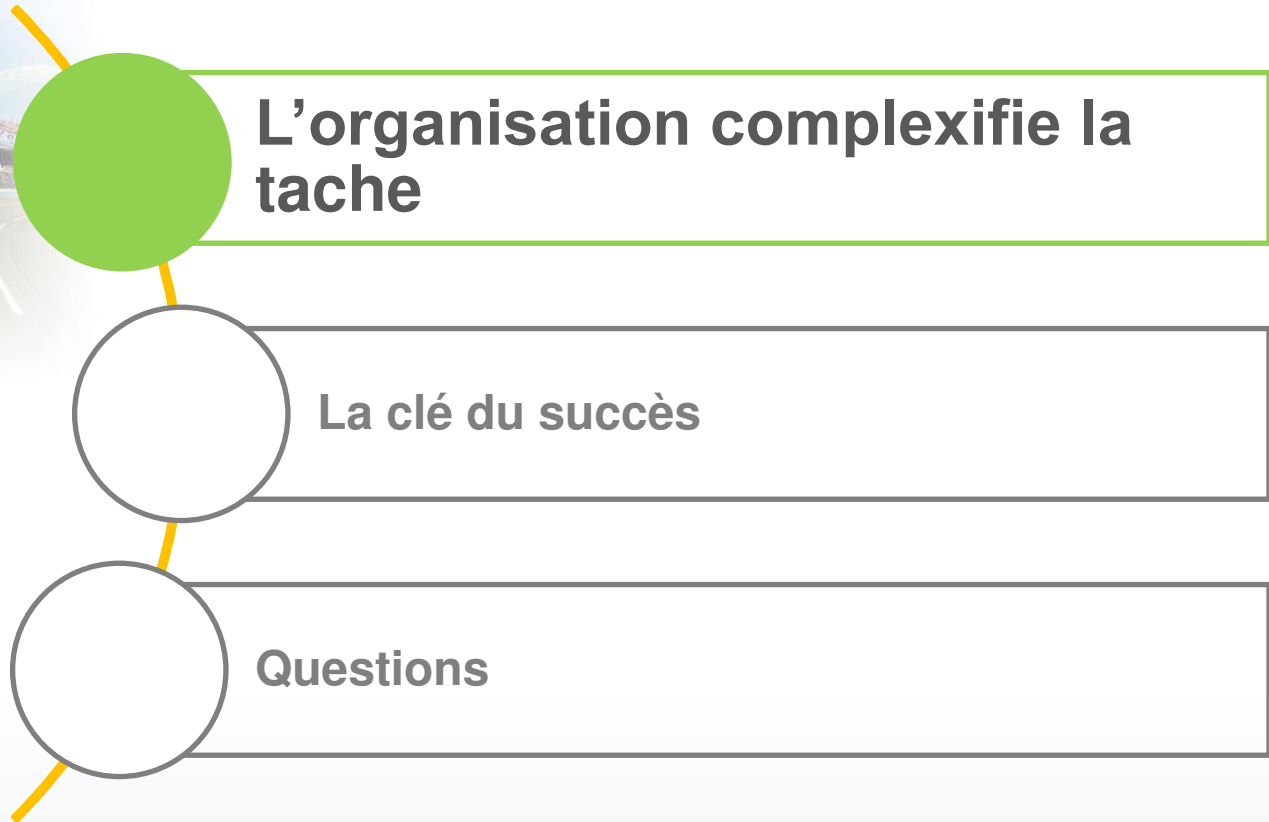 L’organisation complexifie la
tache
La clé du succès
Questions